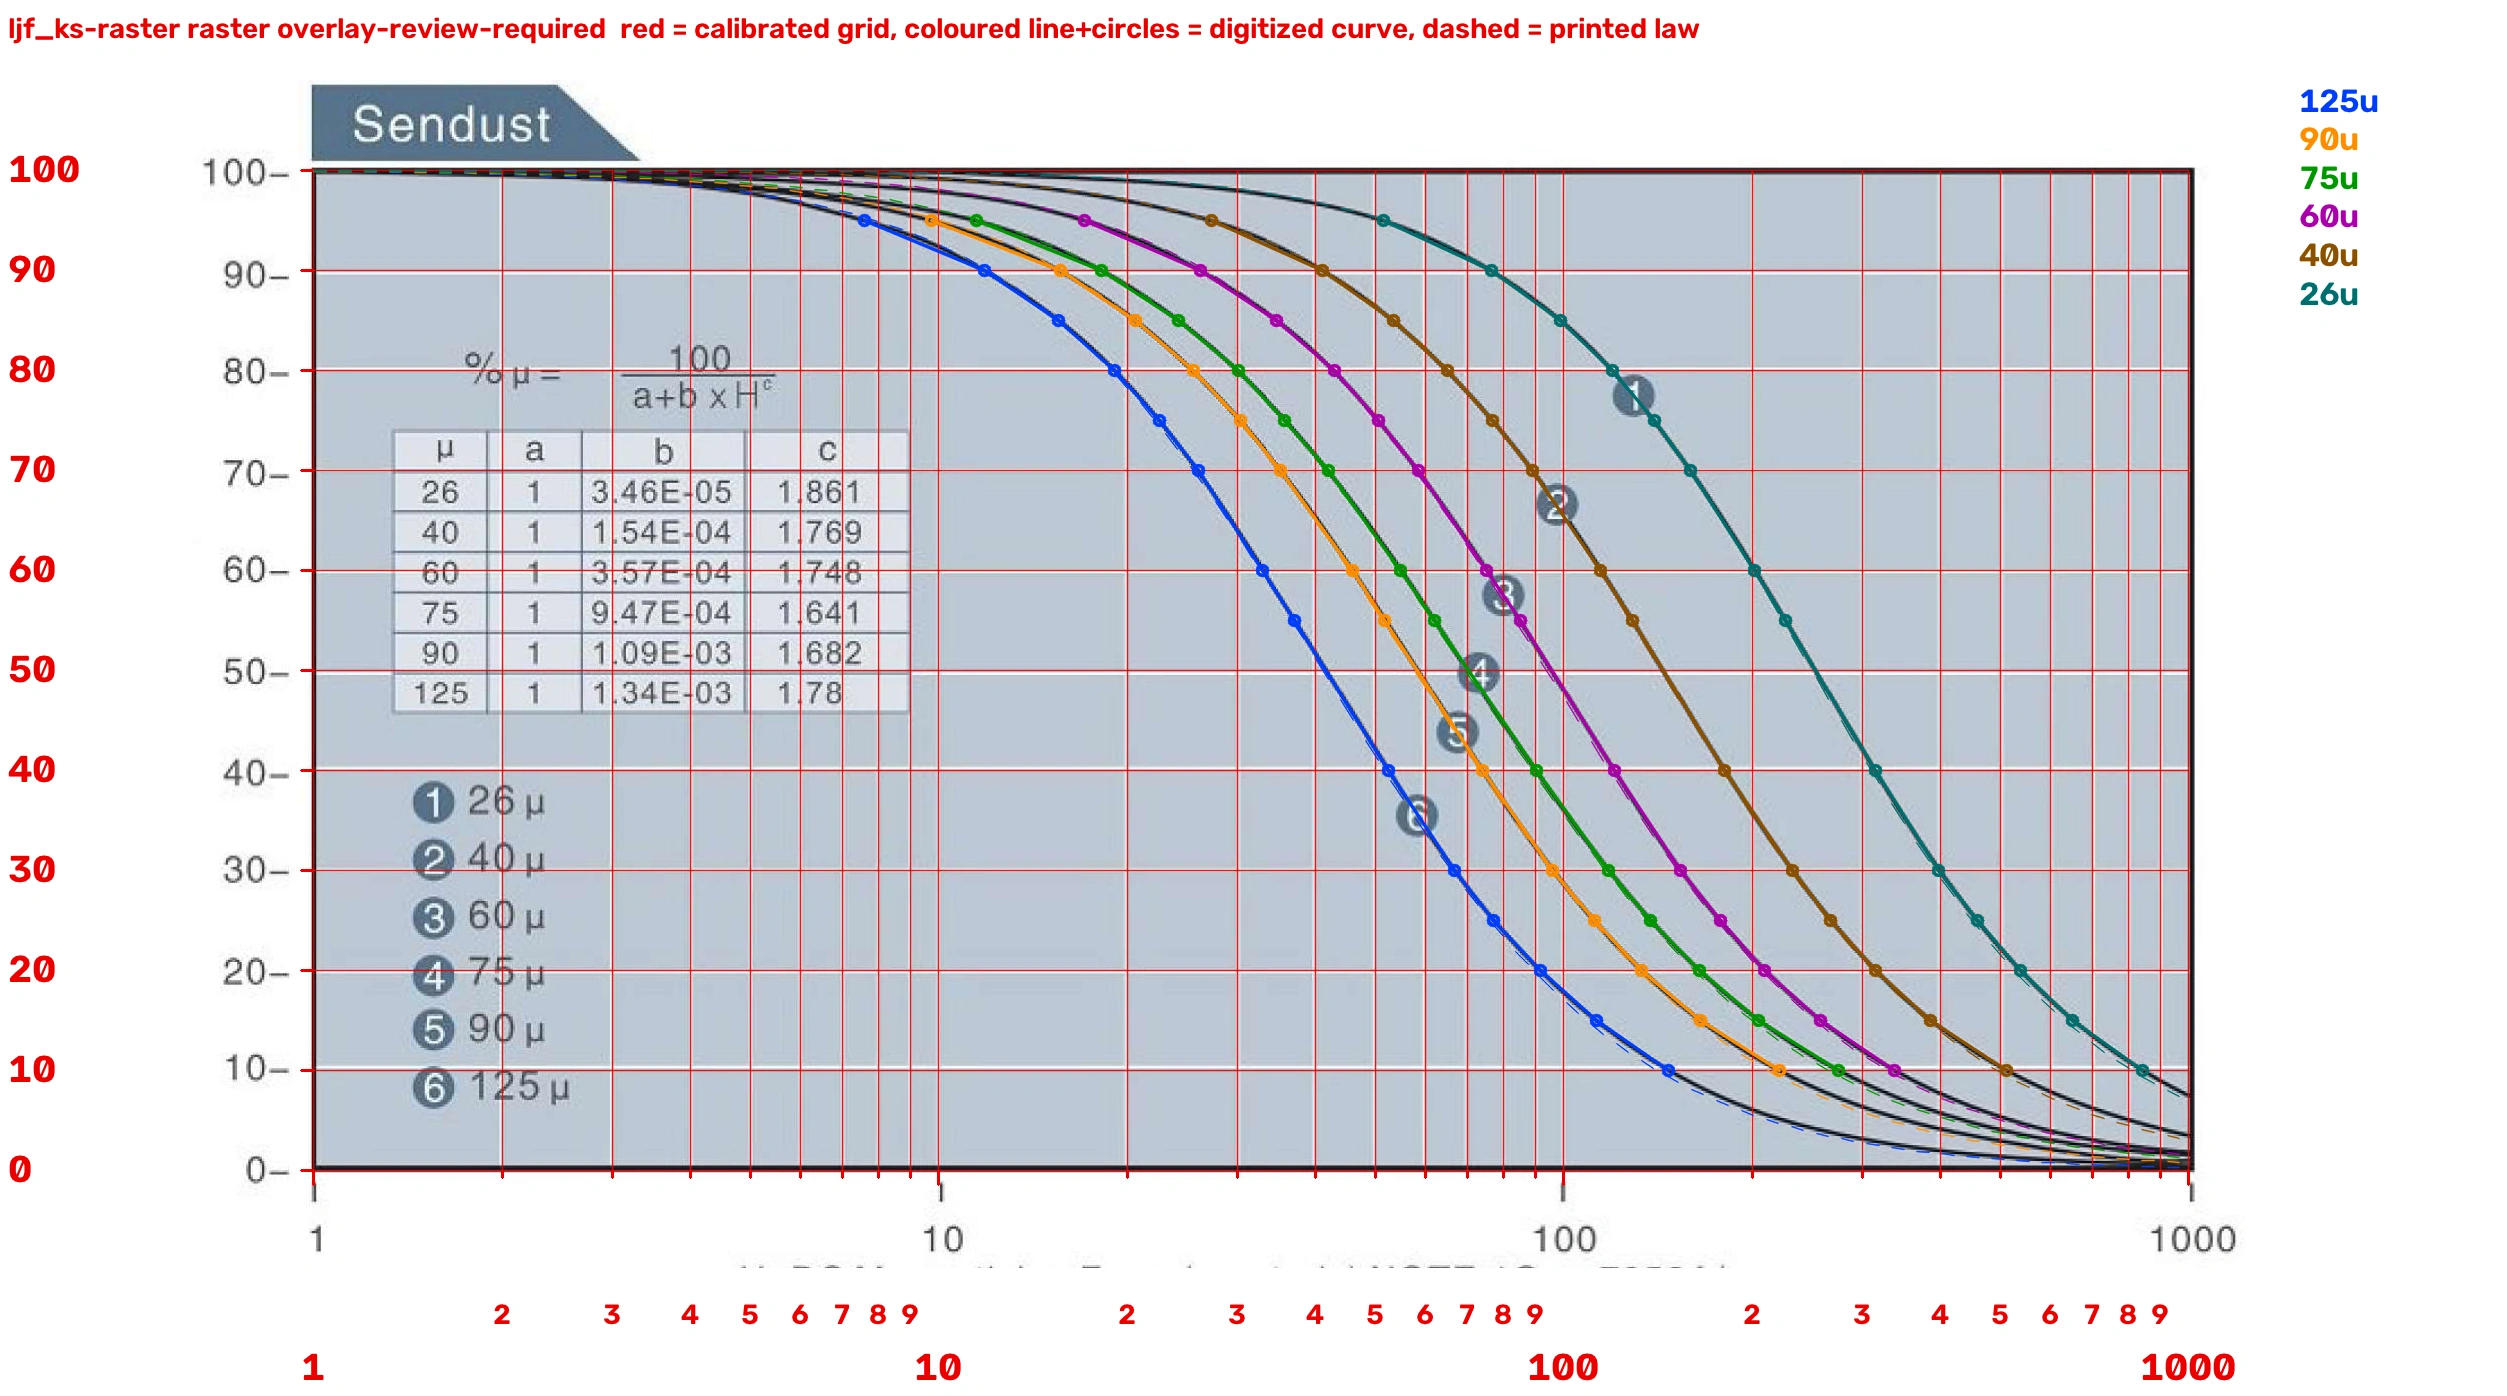 ljf_ks-raster raster overlay-review-required  red = calibrated grid, coloured line+circles = digitized curve, dashed = printed law
125u
90u
75u
60u
40u
26u
Sendust
100 100–
90 90–
80 80–
70 70–
60 60–
50 50–
40 40–
30 30–
20 20–
10 10–
0 0–
% μ = 100
a+b x H^c
μ a b c
26 1 3.46E-05 1.861
40 1 1.54E-04 1.769
60 1 3.57E-04 1.748
75 1 9.47E-04 1.641
90 1 1.09E-03 1.682
125 1 1.34E-03 1.78
1 26 μ
2 40 μ
3 60 μ
4 75 μ
5 90 μ
6 125 μ
1
2
3
4
5
6
1 10 100 1000
2 3 4 5 6 7 8 9 2 3 4 5 6 7 8 9 2 3 4 5 6 7 8 9
1 10 100 1000